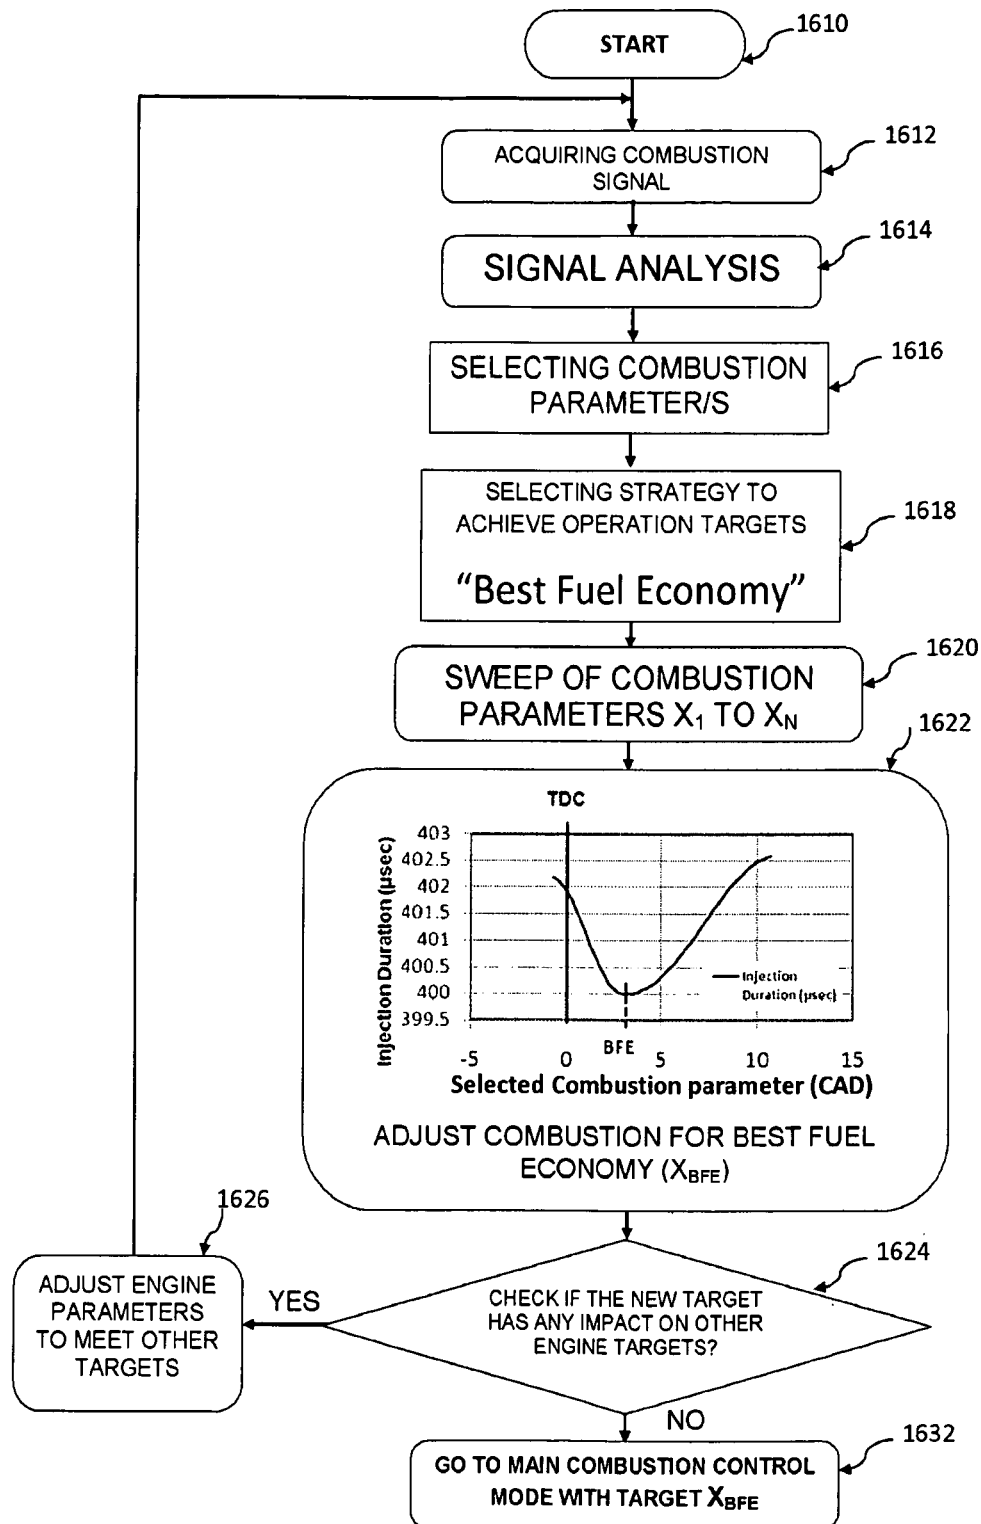 START
1610
ACQUIRING COMBUSTION
SIGNAL
1612
SIGNAL ANALYSIS
1614
SELECTING COMBUSTION
PARAMETER/S
1616
SELECTING STRATEGY TO
ACHIEVE OPERATION TARGETS
“Best Fuel Economy”
1618
SWEEP OF COMBUSTION
PARAMETERS X1 TO XN
1620
1622
TDC
Injection Duration (μsec)
403
402.5
402
401.5
401
400.5
400
399.5
Injection
Duration (μsec)
BFE
-5 0 5 10 15
Selected Combustion parameter (CAD)
ADJUST COMBUSTION FOR BEST FUEL
ECONOMY (XBFE)
1626
ADJUST ENGINE
PARAMETERS
TO MEET OTHER
TARGETS
YES
1624
CHECK IF THE NEW TARGET
HAS ANY IMPACT ON OTHER
ENGINE TARGETS?
NO
1632
GO TO MAIN COMBUSTION CONTROL
MODE WITH TARGET XBFE